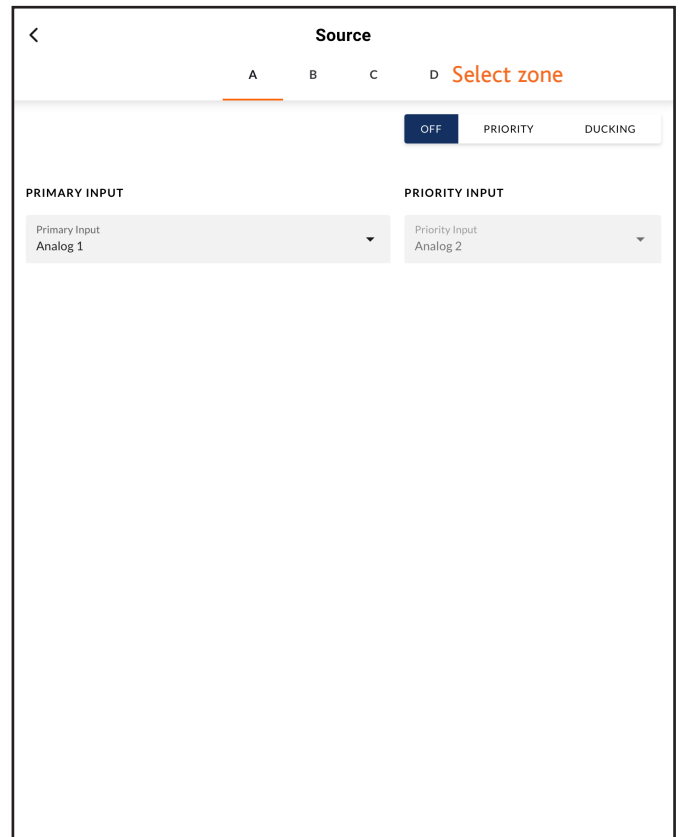 Source
A B C D Select zone
OFF PRIORITY DUCKING
PRIMARY INPUT
Primary Input
Analog 1
PRIORITY INPUT
Priority Input
Analog 2